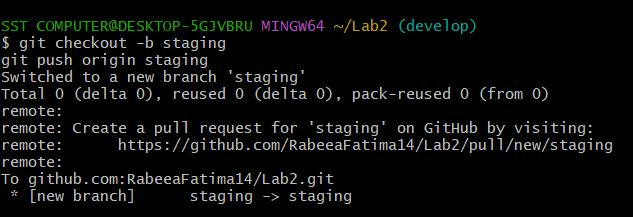 SST COMPUTER@DESKTOP-5GJVBRU MINGW64 ~/Lab2 (develop)
$ git checkout -b staging
git push origin staging
Switched to a new branch 'staging'
Total 0 (delta 0), reused 0 (delta 0), pack-reused 0 (from 0)
remote:
remote: Create a pull request for 'staging' on GitHub by visiting:
remote:      https://github.com/RabeeaFatima14/Lab2/pull/new/staging
remote:
To github.com:RabeeaFatima14/Lab2.git
 * [new branch]      staging -> staging